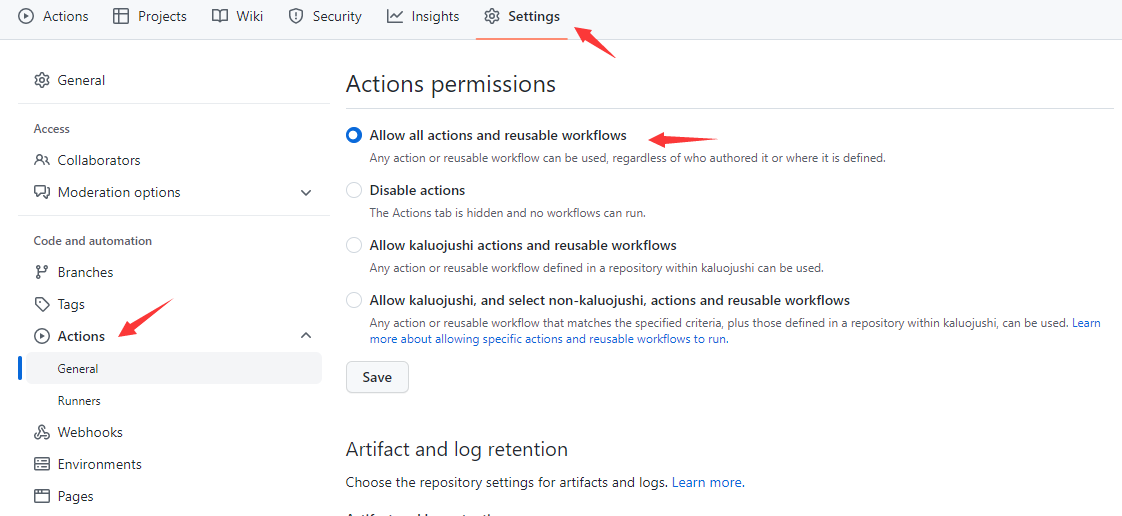 Actions Projects Wiki Security Insights Settings
General
Access
Collaborators
Moderation options
Code and automation
Branches
Tags
Actions
General
Runners
Webhooks
Environments
Pages
Actions permissions
Allow all actions and reusable workflows
Any action or reusable workflow can be used, regardless of who authored it or where it is defined.
Disable actions
The Actions tab is hidden and no workflows can run.
Allow kaluojushi actions and reusable workflows
Any action or reusable workflow defined in a repository within kaluojushi can be used.
Allow kaluojushi, and select non-kaluojushi, actions and reusable workflows
Any action or reusable workflow that matches the specified criteria, plus those defined in a repository within kaluojushi, can be used. Learn
more about allowing specific actions and reusable workflows to run.
Save
Artifact and log retention
Choose the repository settings for artifacts and logs. Learn more.